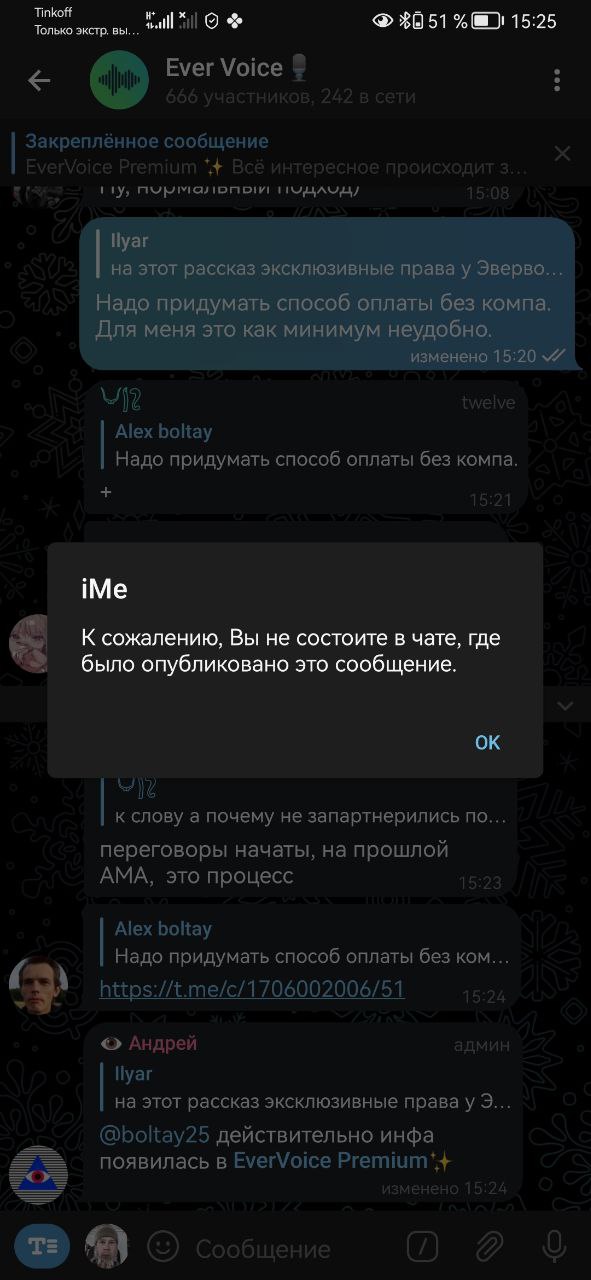 Tinkoff
Только экстр. вы...
51 %
15:25
Ever Voice
666 участников, 242 в сети
Закреплённое сообщение
EverVoice Premium ✨ Всё интересное происходит з...
Ну, нормальный подход)
15:08
Ilyar
на этот рассказ эксклюзивные права у Эверво...
Надо придумать способ оплаты без компа.
Для меня это как минимум неудобно.
изменено 15:20
twelve
Alex boltay
Надо придумать способ оплаты без компа.
+
15:21
iMe
К сожалению, Вы не состоите в чате, где
было опубликовано это сообщение.
OK
к слову а почему не запартнерились по...
переговоры начаты, на прошлой
АМА, это процесс
15:23
Alex boltay
Надо придумать способ оплаты без ком...
https://t.me/c/1706002006/51
15:24
Андрей
админ
Ilyar
на этот рассказ эксклюзивные права у Э...
@boltay25 действительно инфа
появилась в EverVoice Premium✨
изменено 15:24
Сообщение